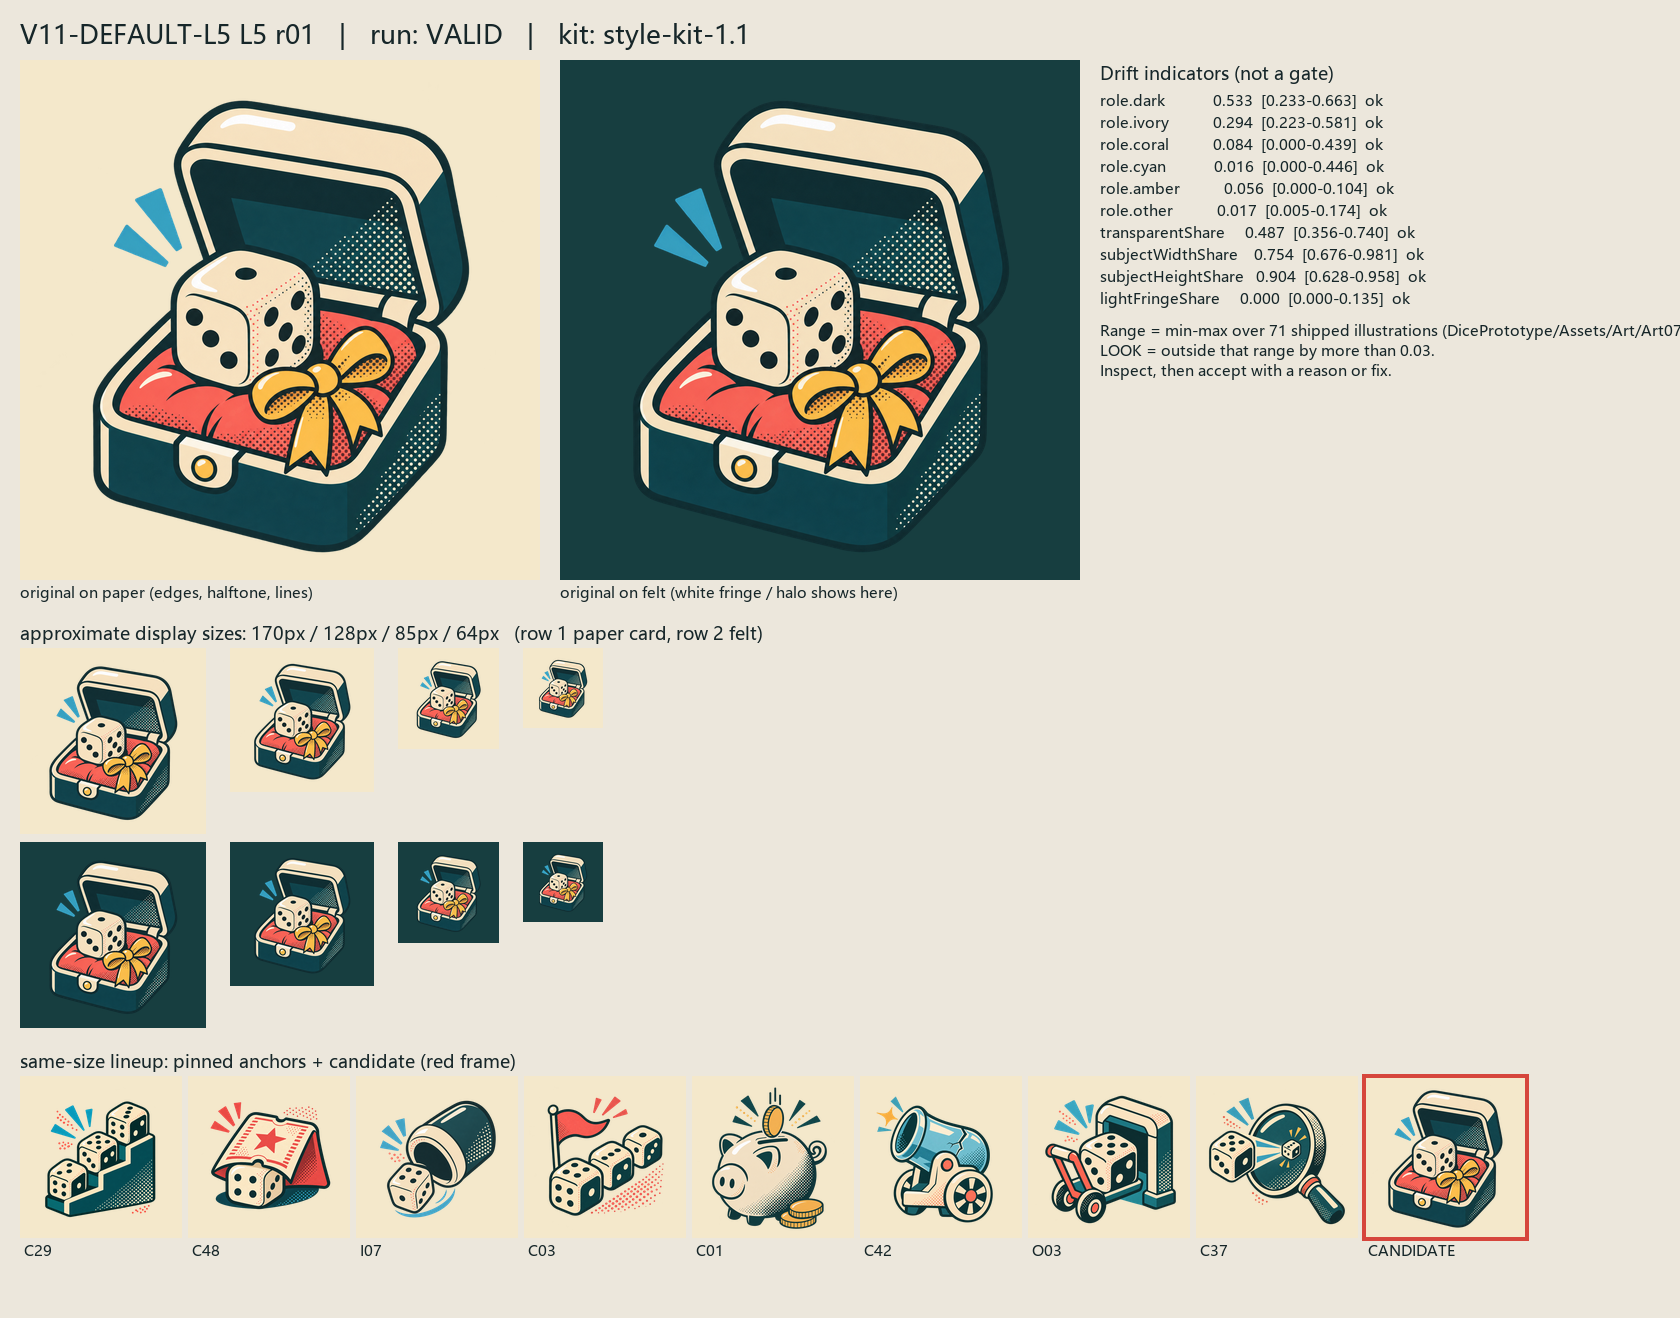 V11-DEFAULT-L5 L5 r01 | run: VALID | kit: style-kit-1.1
Drift indicators (not a gate)
role.dark 0.533 [0.233-0.663] ok
role.ivory 0.294 [0.223-0.581] ok
role.coral 0.084 [0.000-0.439] ok
role.cyan 0.016 [0.000-0.446] ok
role.amber 0.056 [0.000-0.104] ok
role.other 0.017 [0.005-0.174] ok
transparentShare 0.487 [0.356-0.740] ok
subjectWidthShare 0.754 [0.676-0.981] ok
subjectHeightShare 0.904 [0.628-0.958] ok
lightFringeShare 0.000 [0.000-0.135] ok
Range = min-max over 71 shipped illustrations (DicePrototype/Assets/Art/Art07
LOOK = outside that range by more than 0.03.
Inspect, then accept with a reason or fix.
original on paper (edges, halftone, lines)
original on felt (white fringe / halo shows here)
approximate display sizes: 170px / 128px / 85px / 64px (row 1 paper card, row 2 felt)
same-size lineup: pinned anchors + candidate (red frame)
C29
C48
I07
C03
C01
C42
O03
C37
CANDIDATE